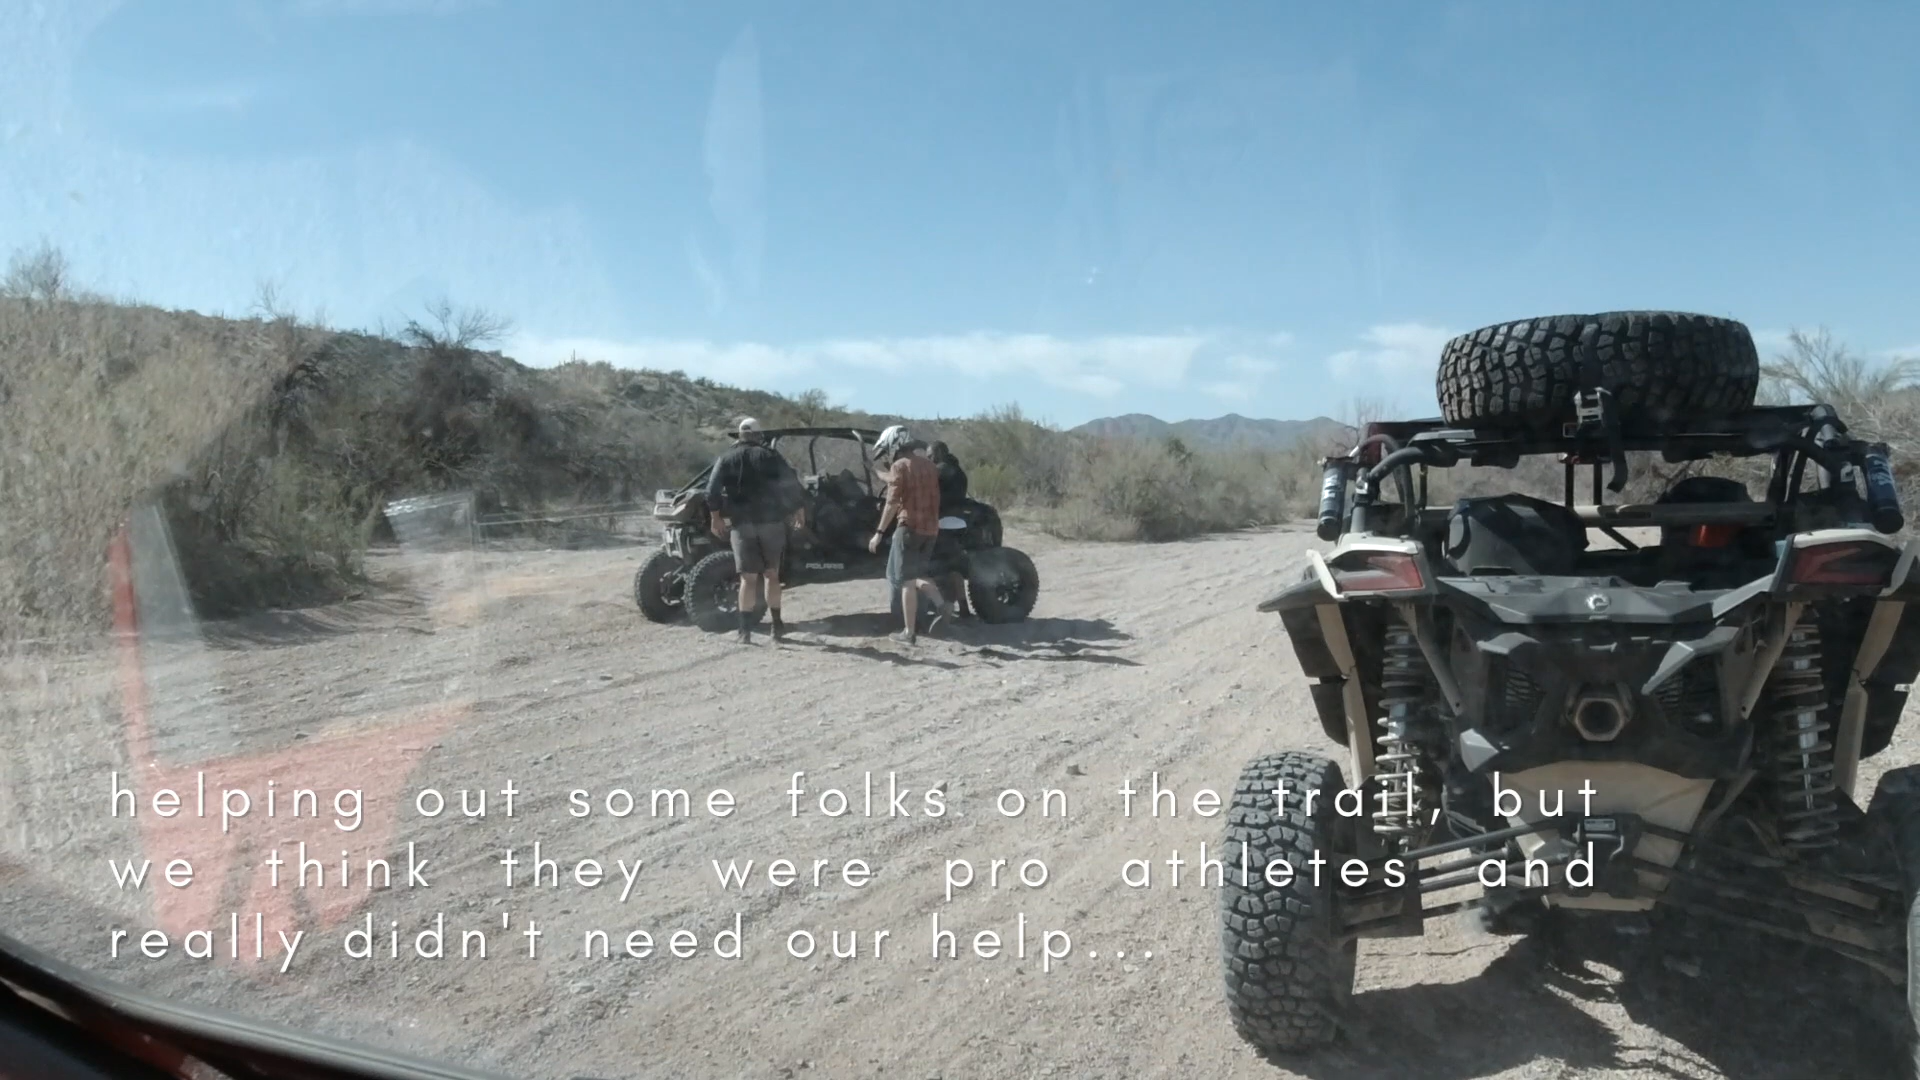 POLARIS
helping out some folks on the trail, but
we think they were pro athletes and
really didn't need our help...